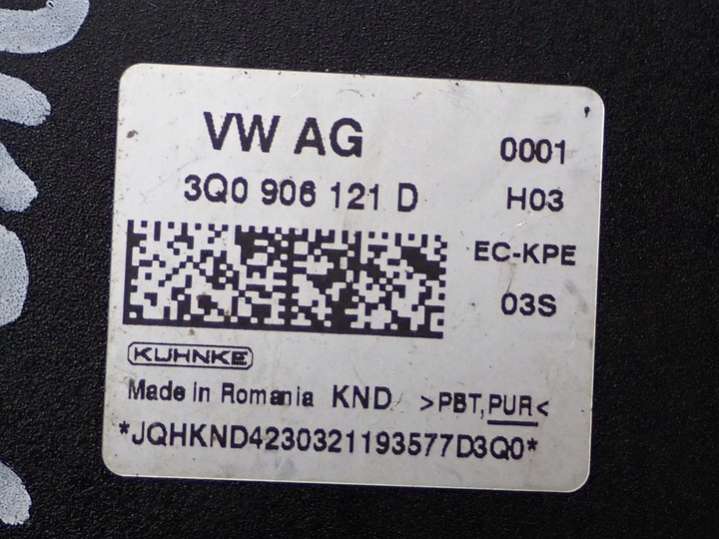 VW AG
0001
3Q0 906 121 D
H03
EC-KPE
03S
KUHNKE
Made in Romania KND >PBT,PUR<
*JQHKND4230321193577D3Q0*